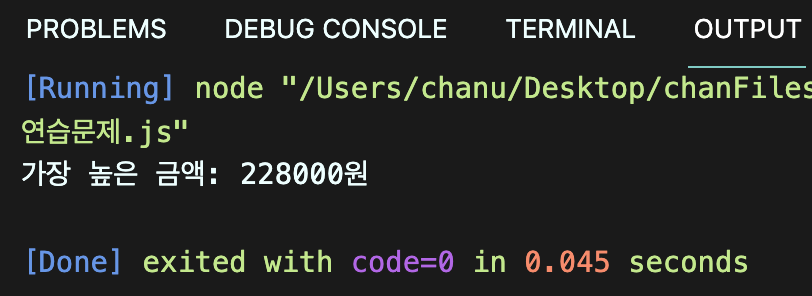 PROBLEMS DEBUG CONSOLE TERMINAL OUTPUT
[Running] node "/Users/chanu/Desktop/chanFiles
연습문제.js"
가장 높은 금액: 228000원
[Done] exited with code=0 in 0.045 seconds